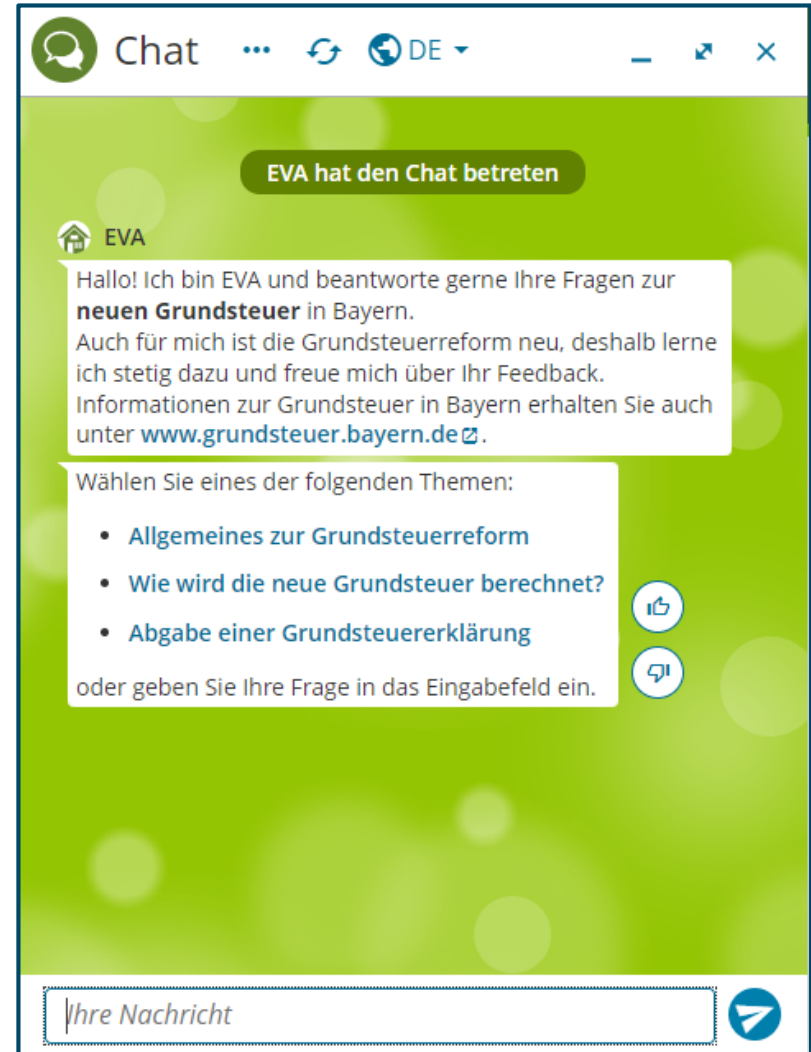 Chat ... DE
EVA hat den Chat betreten
EVA
Hallo! Ich bin EVA und beantworte gerne Ihre Fragen zur
neuen Grundsteuer in Bayern.
Auch für mich ist die Grundsteuerreform neu, deshalb lerne
ich stetig dazu und freue mich über Ihr Feedback.
Informationen zur Grundsteuer in Bayern erhalten Sie auch
unter www.grundsteuer.bayern.de.
Wählen Sie eines der folgenden Themen:
• Allgemeines zur Grundsteuerreform
• Wie wird die neue Grundsteuer berechnet?
• Abgabe einer Grundsteuererklärung
oder geben Sie Ihre Frage in das Eingabefeld ein.
Ihre Nachricht